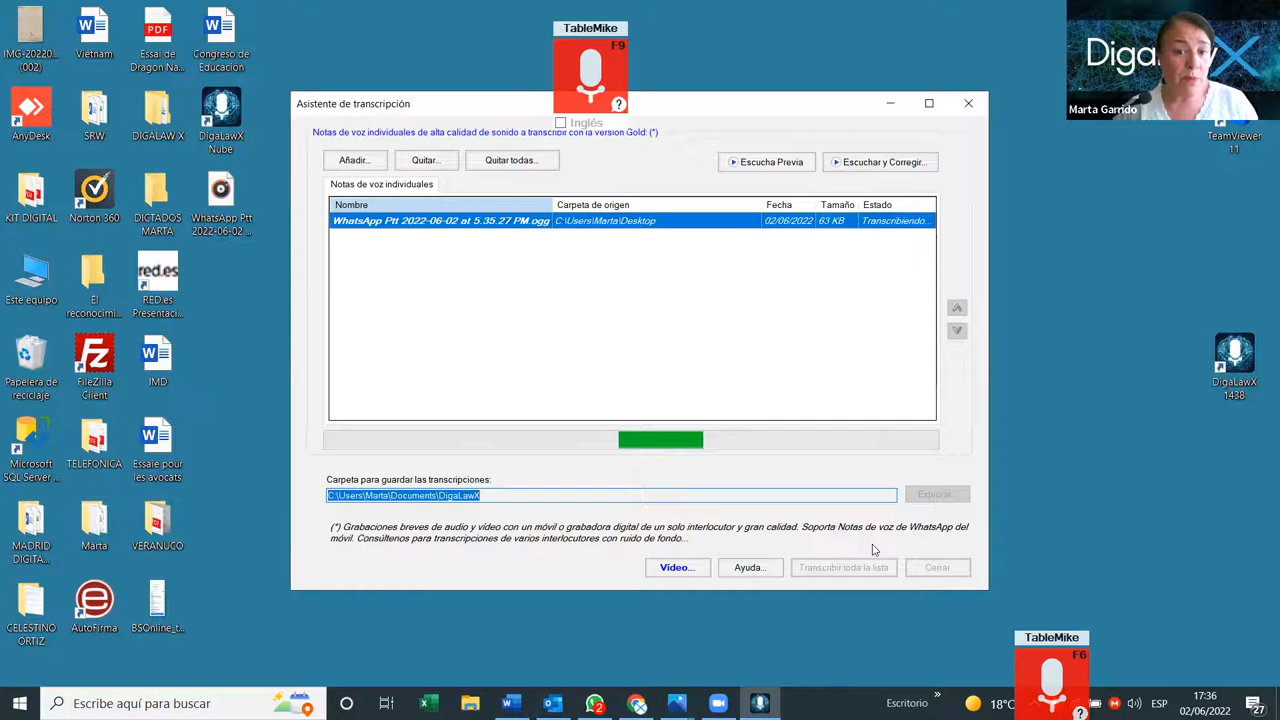 IMG-20220...
(002)
Vietnam
Essai de
Dragon Na...
Congreso de
Educacion
AnyDesk
SRW
DIGALAW X
DigaLawX
Nube
KIT DIGITAL
Norton 360
DICTADOS
MARTA
WhatsApp Ptt
2022-06-02 ...
Este equipo
El
reconocimi...
red.es
RED.es
Presentaci...
Papelera de
reciclaje
FileZilla
Client
IMD
Microsoft
SQL Server ...
TELEFONICA
Essaie pour
les avocats
MADRID
DIGITA...
Marta
VERANUCO
CELESTINO
ORTIZ
AutoFirma
BSOnline_t...
TableMike
F9
Inglés
Asistente de transcripción
Notas de voz individuales de alta calidad de sonido a transcribir con la version Gold: (*)
Añadir...
Quitar...
Quitar todas...
Escucha Previa
Escuchar y Corregir...
Notas de voz individuales
Nombre Carpeta de origen Fecha Tamaño Estado
WhatsApp Ptt 2022-06-02 at 5.35.27 PM.ogg C:\Users\Marta\Desktop 02/06/2022 63 KB Transcribiendo...
Carpeta para guardar las transcripciones:
C:\Users\Marta\Documents\DigaLawX
Explorar...
(*) Grabaciones breves de audio y vídeo con un móvil o grabadora digital de un solo interlocutor y gran calidad. Soporta Notas de voz de WhatsApp del
móvil. Consúltenos para transcripciones de varios interlocutores con ruido de fondo...
Video...
Ayuda...
Transcribir toda la lista
Cerrar
Marta Garrido
TeamViewer
11
DigaLawX
1438
TableMike
F6
Escribe aquí para buscar
Escritorio
18°C
ESP
17:36
02/06/2022
27